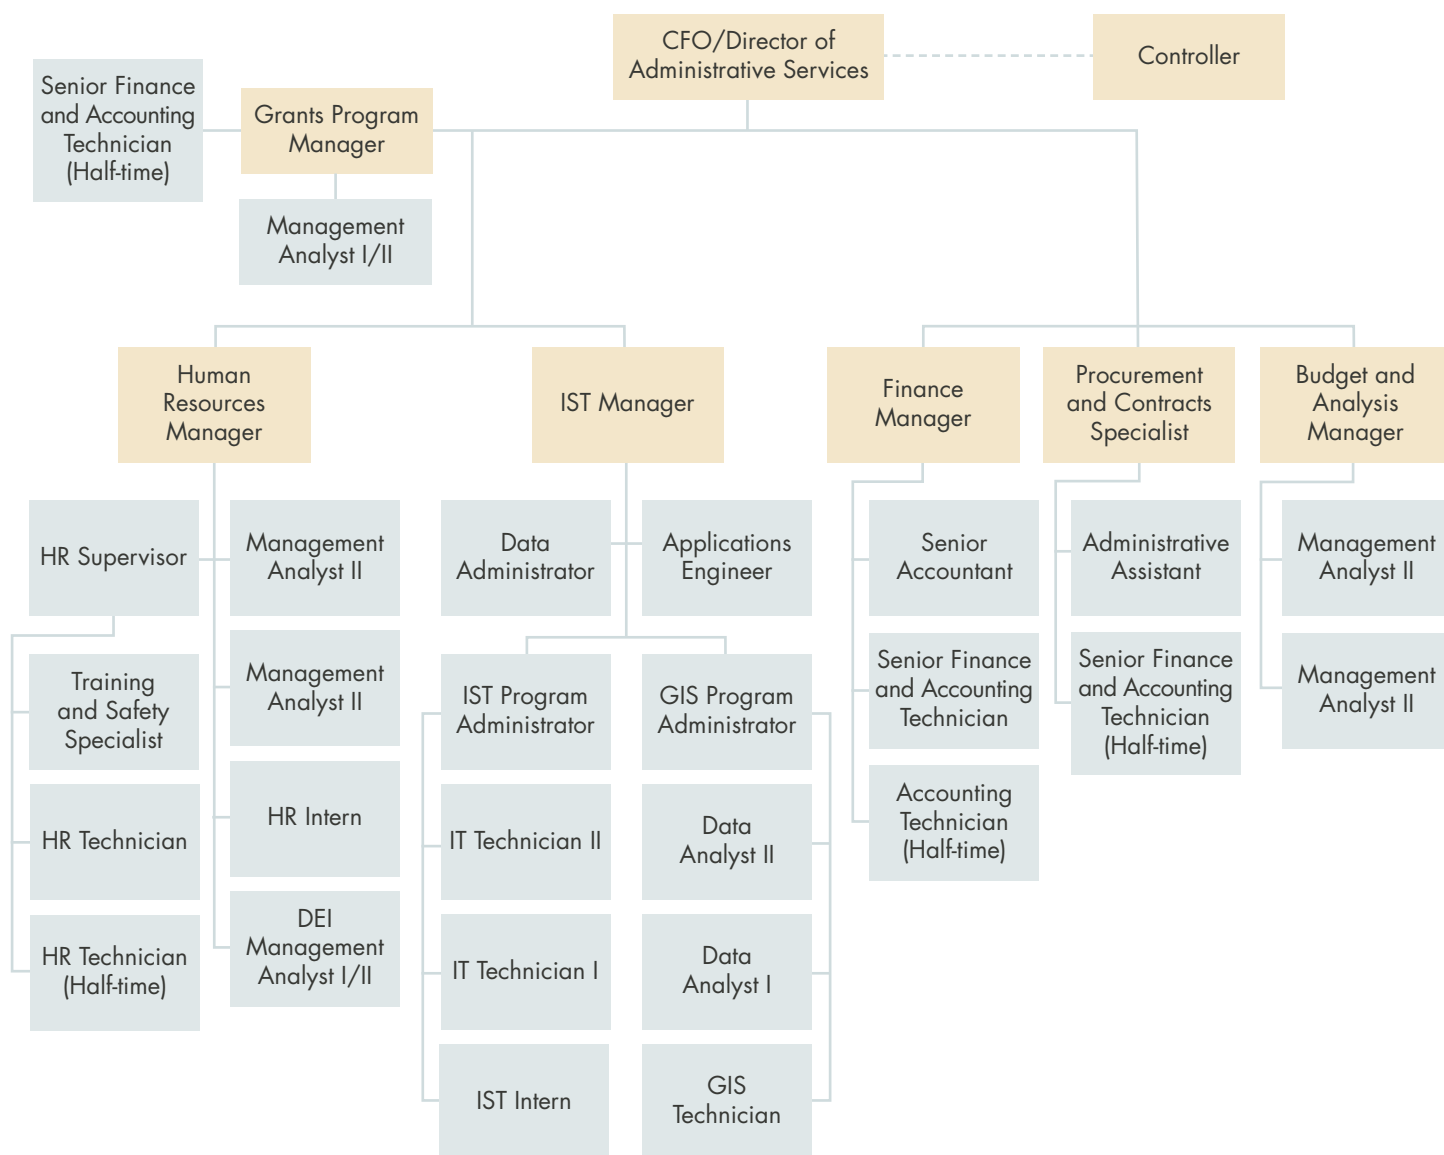 CFO/Director of
Administrative Services
Controller
Senior Finance
and Accounting
Technician
(Half-time)
Grants Program
Manager
Management
Analyst I/II
Human
Resources
Manager
IST Manager
Finance
Manager
Procurement
and Contracts
Specialist
Budget and
Analysis
Manager
HR Supervisor
Management
Analyst II
Data
Administrator
Applications
Engineer
Senior
Accountant
Administrative
Assistant
Management
Analyst II
Training
and Safety
Specialist
Management
Analyst II
IST Program
Administrator
GIS Program
Administrator
Senior Finance
and Accounting
Technician
Senior Finance
and Accounting
Technician
(Half-time)
Management
Analyst II
HR Technician
HR Intern
IT Technician II
Data
Analyst II
Accounting
Technician
(Half-time)
HR Technician
(Half-time)
DEI
Management
Analyst I/II
IT Technician I
Data
Analyst I
IST Intern
GIS
Technician